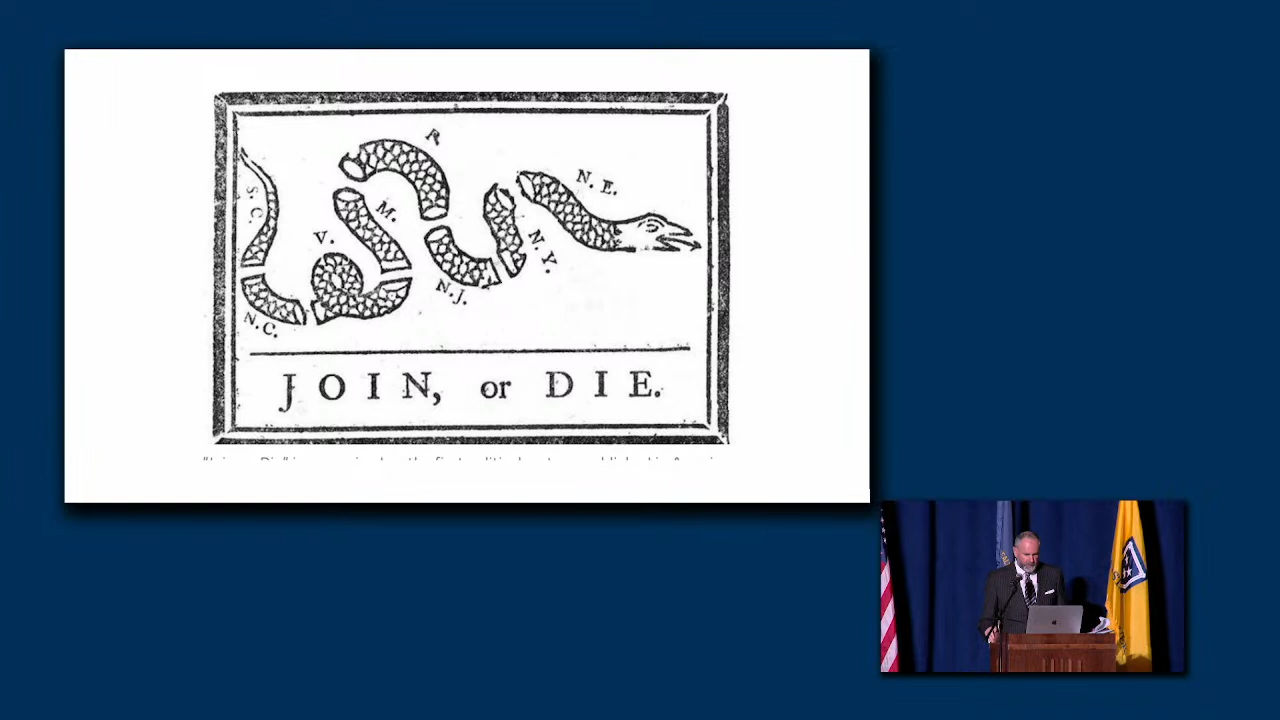 R
N. E.
S. C.
M.
V.
N. Y.
N. J.
N. C.
JOIN, or DIE.